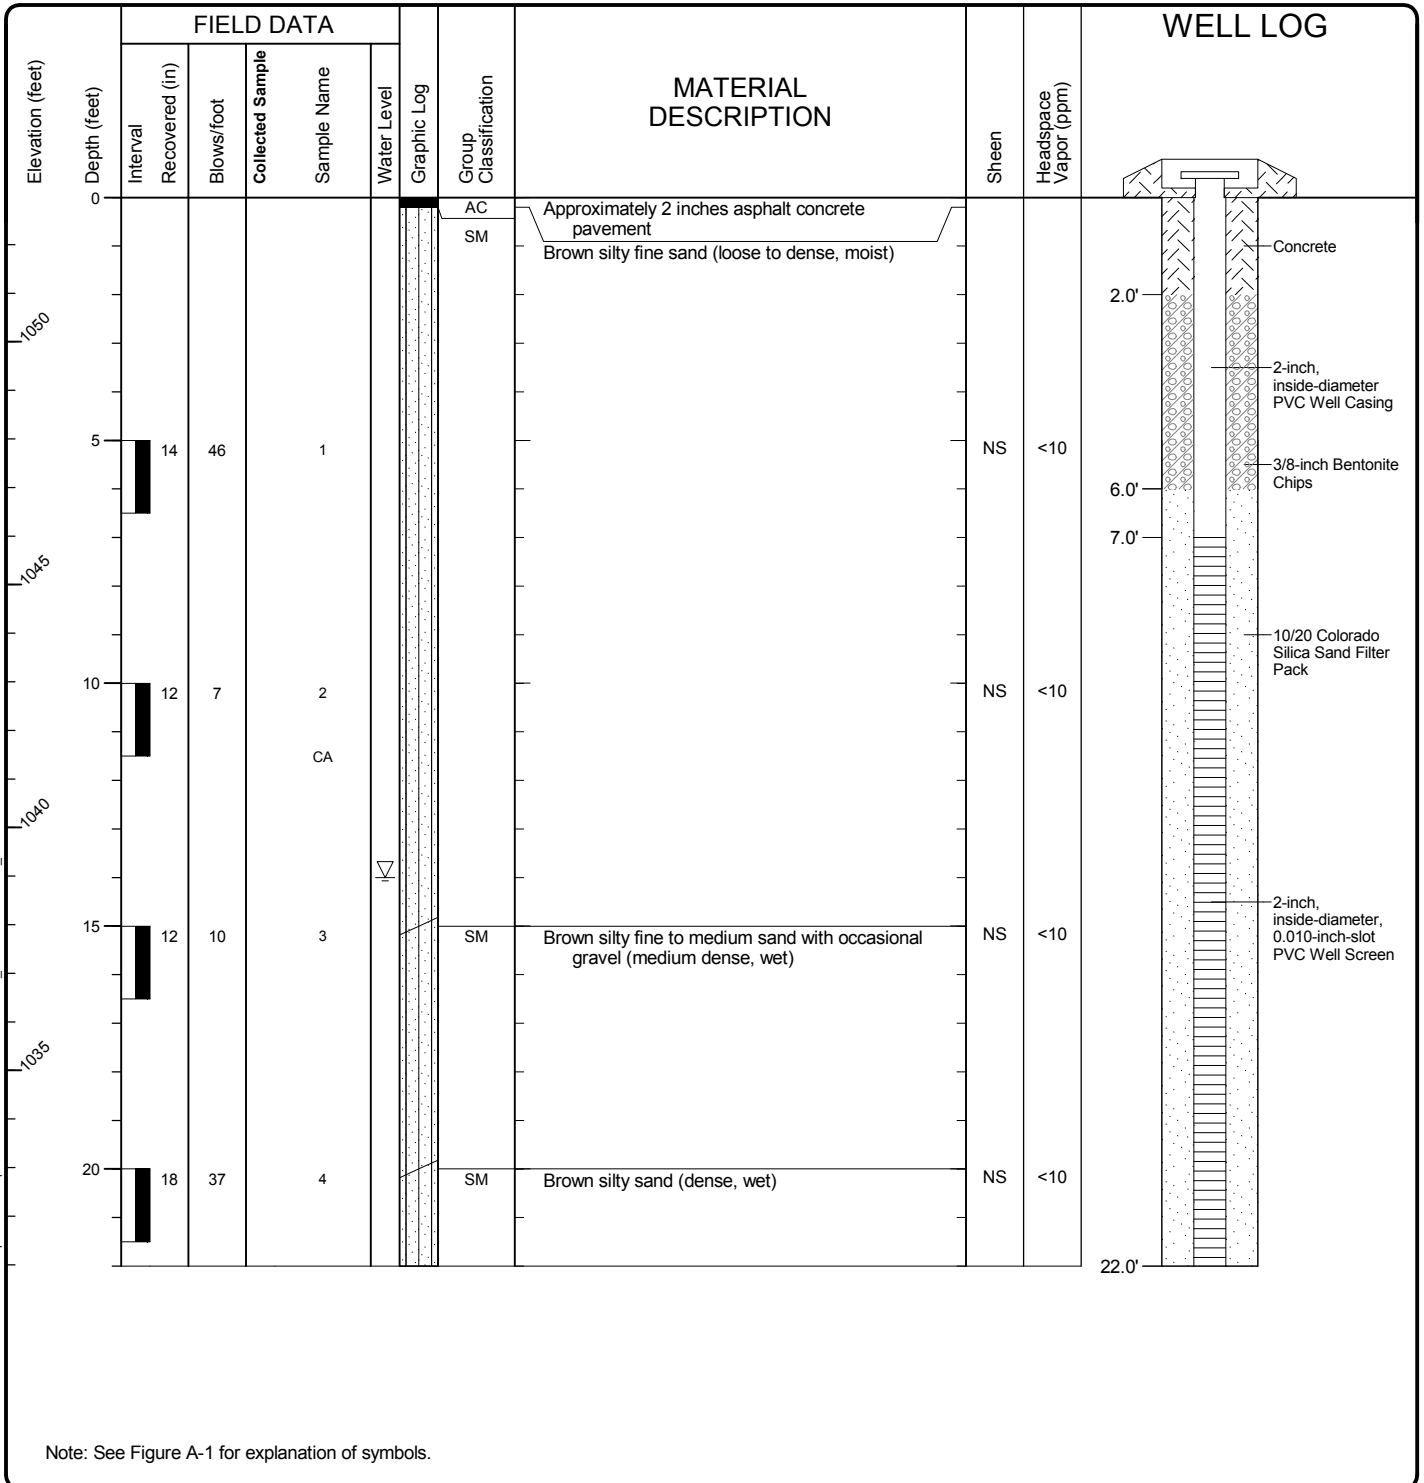 FIELD DATA
WELL LOG
Elevation (feet)
Depth (feet)
Interval
Recovered (in)
Blows/foot
Collected Sample
Sample Name
Water Level
Graphic Log
Group
Classification
MATERIAL
DESCRIPTION
Sheen
Headspace
Vapor (ppm)
0
AC
Approximately 2 inches asphalt concrete
pavement
SM
Brown silty fine sand (loose to dense, moist)
Concrete
2.0'
1050
2-inch,
inside-diameter
PVC Well Casing
5
14
46
1
NS
<10
3/8-inch Bentonite
Chips
6.0'
7.0'
1045
10/20 Colorado
Silica Sand Filter
Pack
10
12
7
2
NS
<10
CA
1040
2-inch,
inside-diameter,
0.010-inch-slot
PVC Well Screen
15
12
10
3
SM
Brown silty fine to medium sand with occasional
gravel (medium dense, wet)
NS
<10
1035
20
18
37
4
SM
Brown silty sand (dense, wet)
NS
<10
22.0'
Note: See Figure A-1 for explanation of symbols.